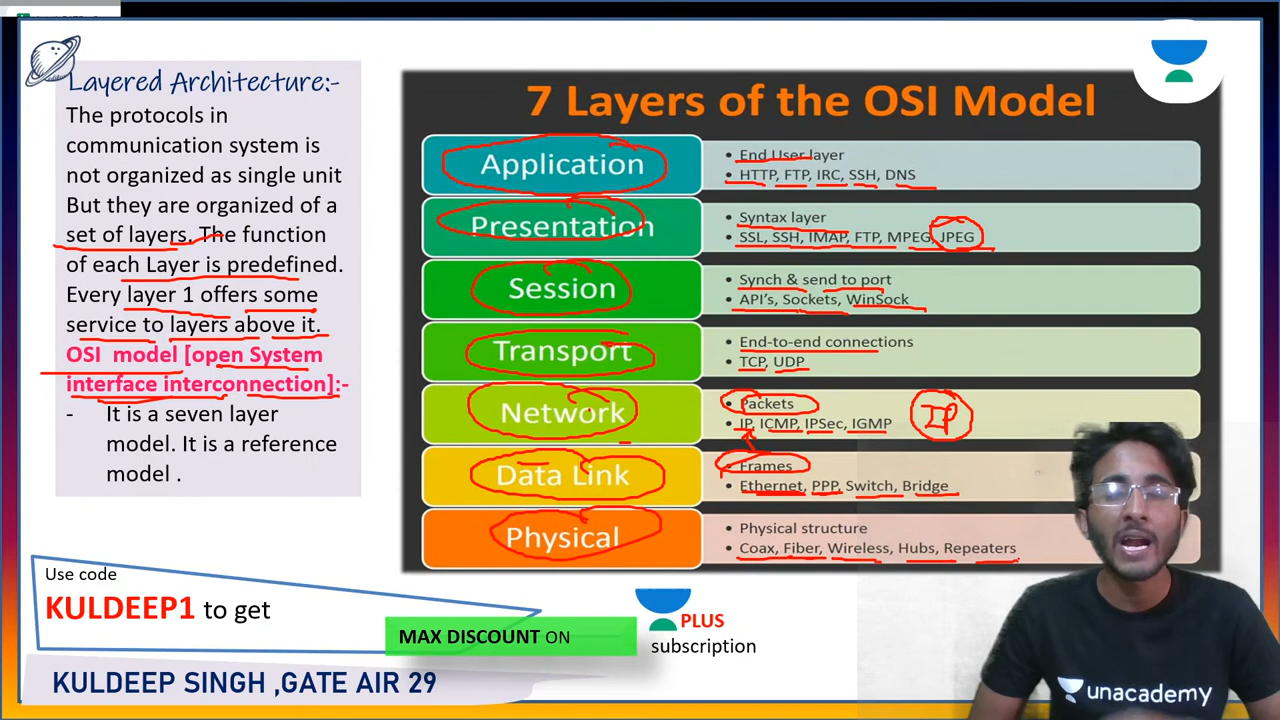 Layered Architecture:-
The protocols in
communication system is
not organized as single unit
But they are organized of a
set of layers. The function
of each Layer is predefined.
Every layer 1 offers some
service to layers above it.
OSI model [open System
interface interconnection]:-
- It is a seven layer
model. It is a reference
model .
7 Layers of the OSI Model
Application
• End User layer
• HTTP, FTP, IRC, SSH, DNS
Presentation
• Syntax layer
• SSL, SSH, IMAP, FTP, MPEG, JPEG
Session
• Synch & send to port
• API's, Sockets, WinSock
Transport
• End-to-end connections
• TCP, UDP
Network
• Packets
• IP, ICMP, IPSec, IGMP
IP
Data Link
• Frames
• Ethernet, PPP, Switch, Bridge
Physical
• Physical structure
• Coax, Fiber, Wireless, Hubs, Repeaters
Use code
KULDEEP1 to get
MAX DISCOUNT ON
PLUS
subscription
KULDEEP SINGH ,GATE AIR 29
unacademy